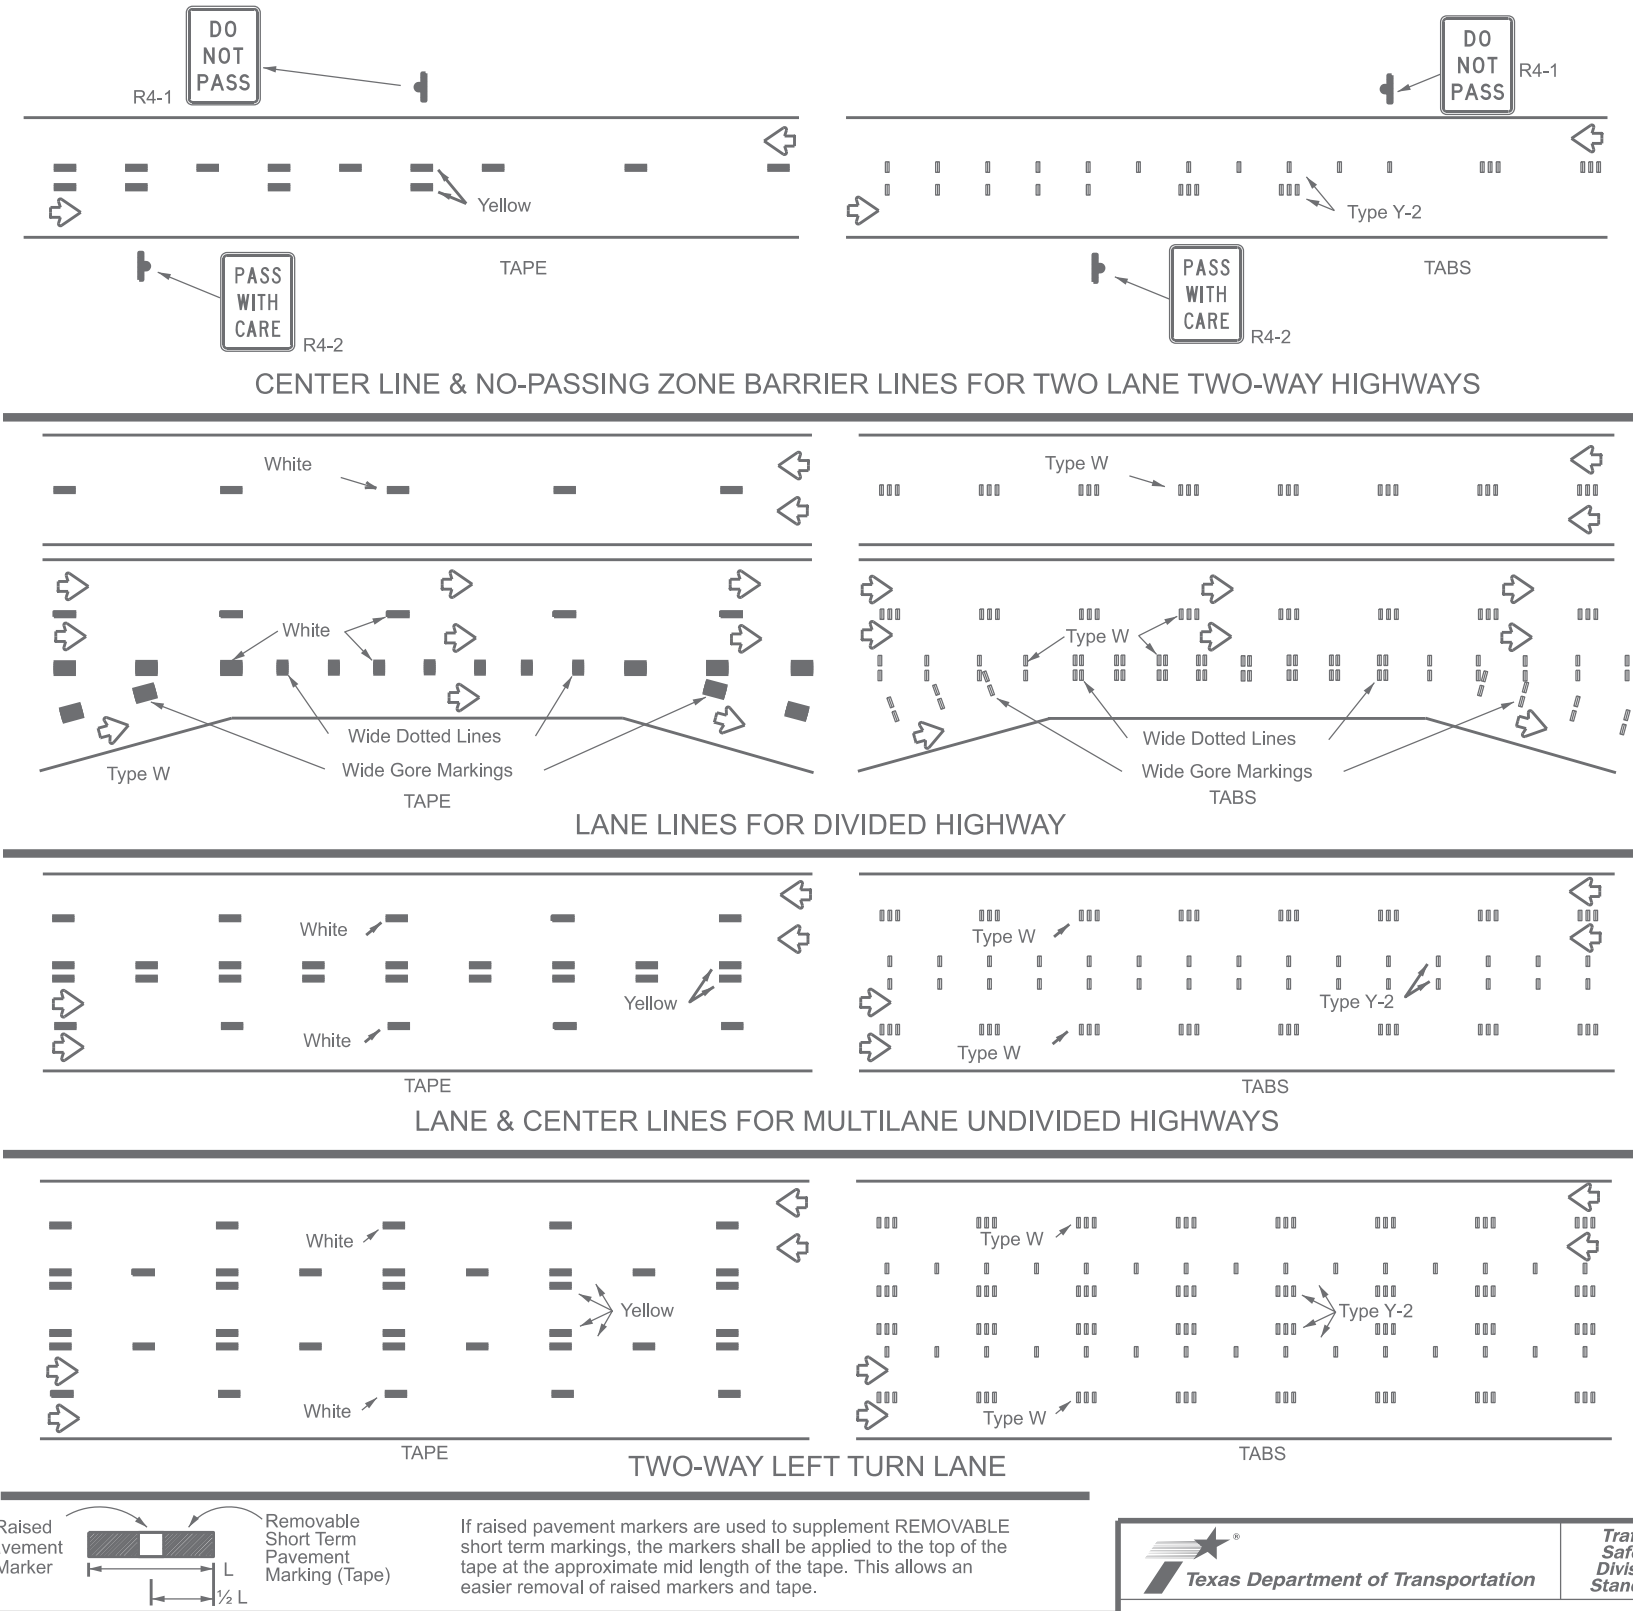 DO
NOT
PASS
R4-1
DO
NOT
PASS
R4-1
Yellow
Type Y-2
TAPE
TABS
PASS
WITH
CARE
R4-2
PASS
WITH
CARE
R4-2
CENTER LINE & NO-PASSING ZONE BARRIER LINES FOR TWO LANE TWO-WAY HIGHWAYS
White
Type W
White
Type W
Wide Dotted Lines
Wide Gore Markings
Type W
TAPE
Wide Dotted Lines
Wide Gore Markings
TABS
LANE LINES FOR DIVIDED HIGHWAY
White
Yellow
White
TAPE
Type W
Type Y-2
Type W
TABS
LANE & CENTER LINES FOR MULTILANE UNDIVIDED HIGHWAYS
White
Yellow
White
TAPE
Type W
Type Y-2
Type W
TABS
TWO-WAY LEFT TURN LANE
Raised
avement
Marker
Removable
Short Term
Pavement
Marking (Tape)
L
½ L
If raised pavement markers are used to supplement REMOVABLE
short term markings, the markers shall be applied to the top of the
tape at the approximate mid length of the tape. This allows an
easier removal of raised markers and tape.
®
Texas Department of Transportation